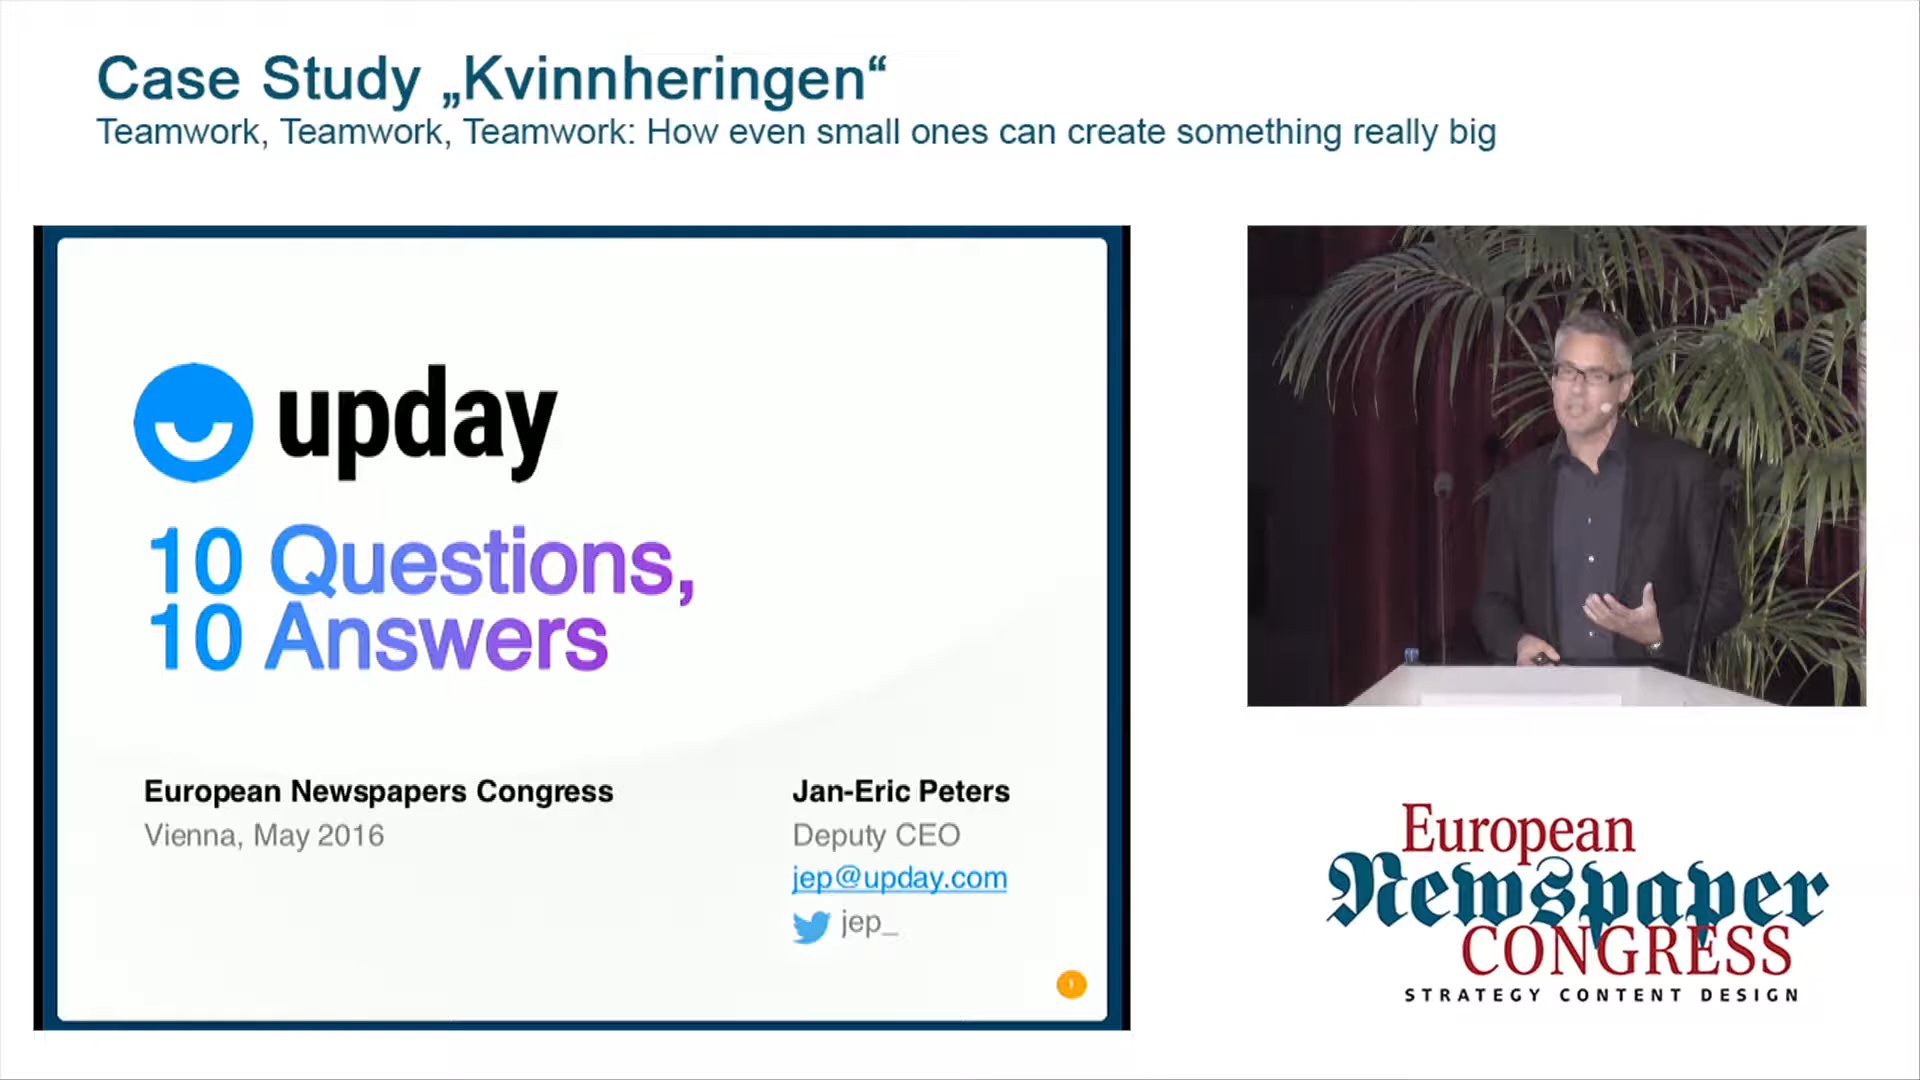 Case Study „Kvinnheringen“
Teamwork, Teamwork, Teamwork: How even small ones can create something really big
upday
10 Questions,
10 Answers
European Newspapers Congress
Vienna, May 2016
Jan-Eric Peters
Deputy CEO
jep@upday.com
jep_
1
European
Newspaper
CONGRESS
STRATEGY CONTENT DESIGN